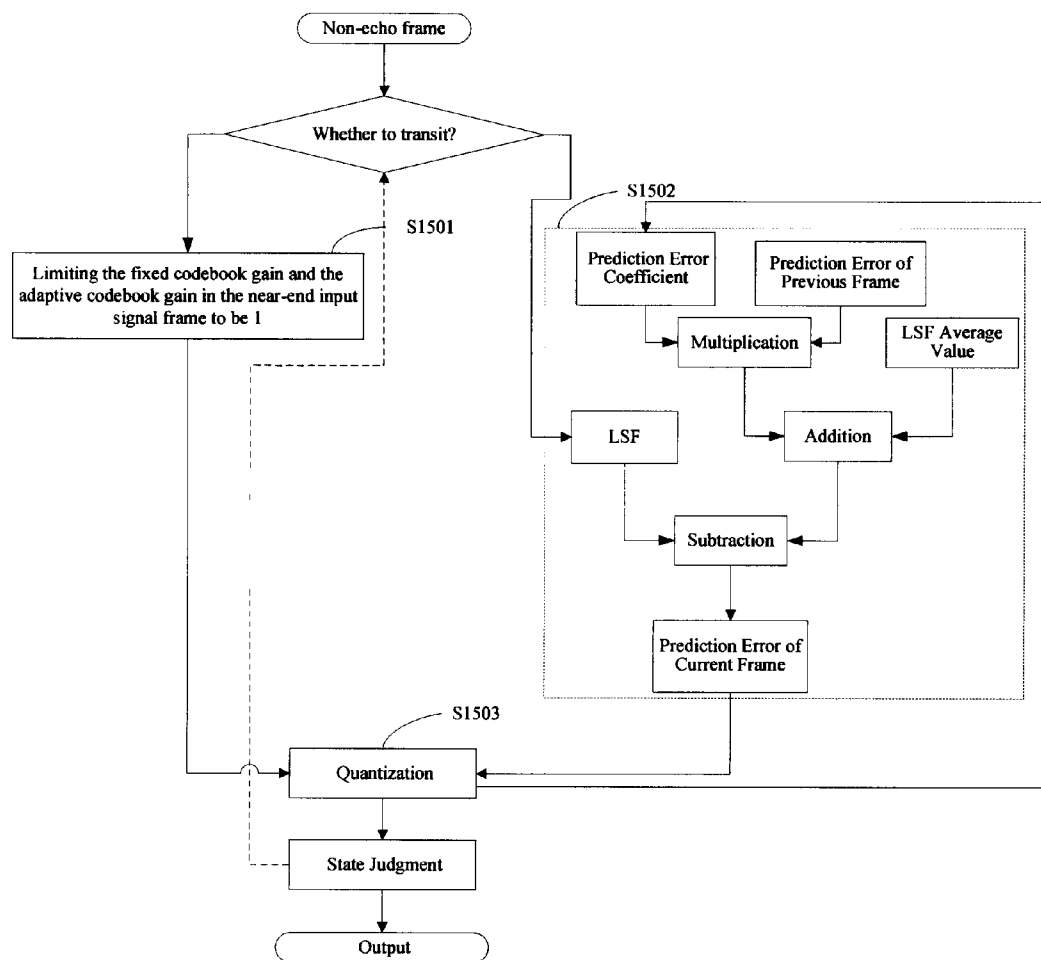 Non-echo frame
Whether to transit?
S1501
S1502
Limiting the fixed codebook gain and the
adaptive codebook gain in the near-end input
signal frame to be 1
Prediction Error
Coefficient
Prediction Error of
Previous Frame
Multiplication
LSF Average
Value
LSF
Addition
Subtraction
Prediction Error of
Current Frame
S1503
Quantization
State Judgment
Output